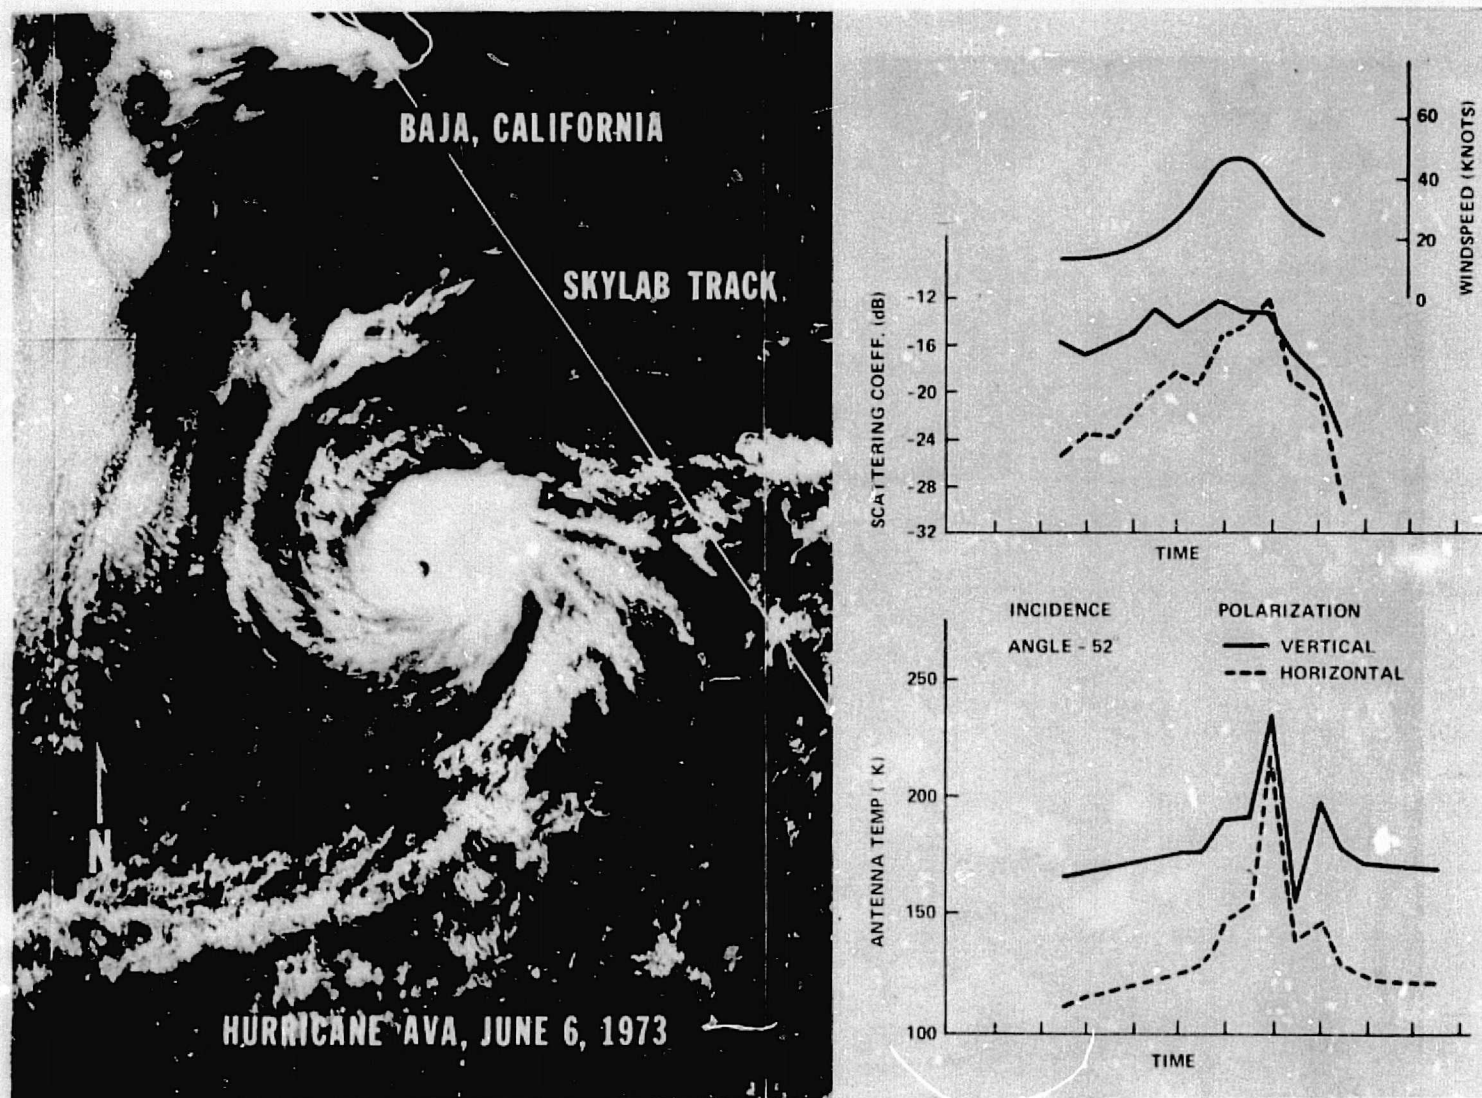 BAJA, CALIFORNIA
SKYLAB TRACK
N
HURRICANE AVA, JUNE 6, 1973
60
40
20
0
WINDSPEED (KNOTS)
SCATTERING COEFF. (dB)
-12
-16
-20
-24
-28
-32
TIME
INCIDENCE
ANGLE - 52
POLARIZATION
VERTICAL
HORIZONTAL
ANTENNA TEMP ( K)
250
200
150
100
TIME